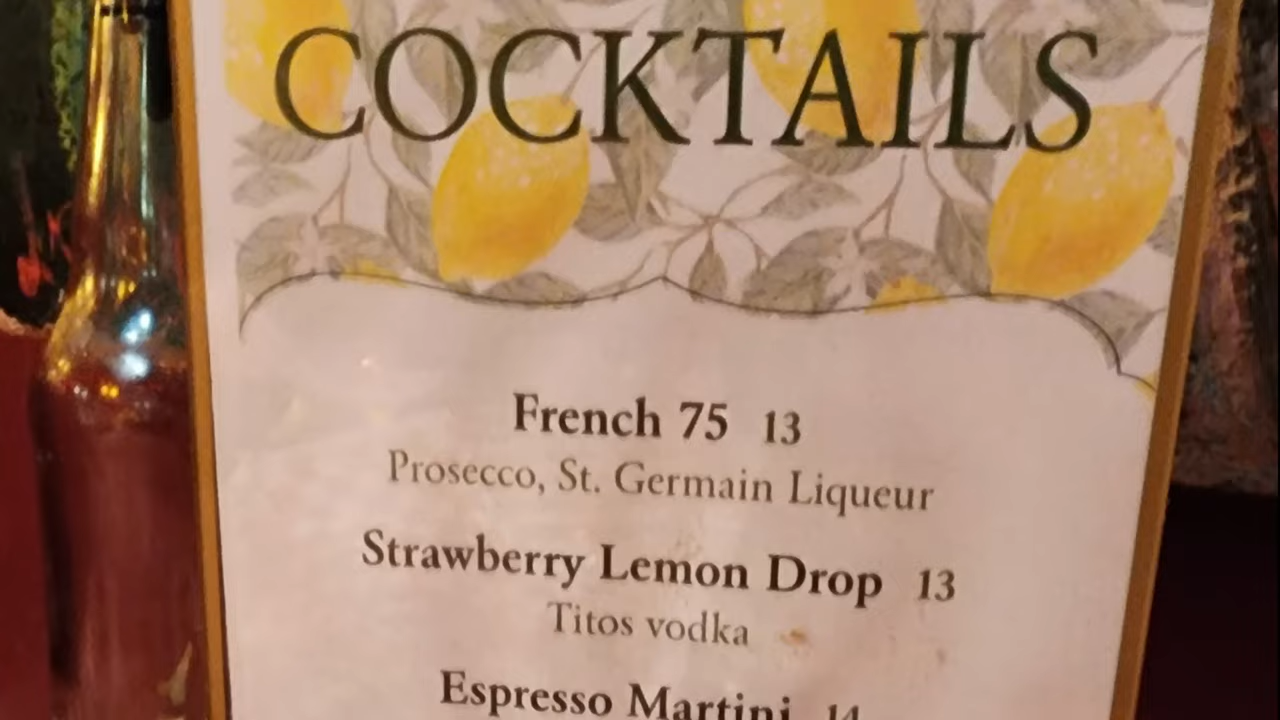 COCKTAILS
French 75 13
Prosecco, St. Germain Liqueur
Strawberry Lemon Drop 13
Titos vodka
Espresso Martini 14